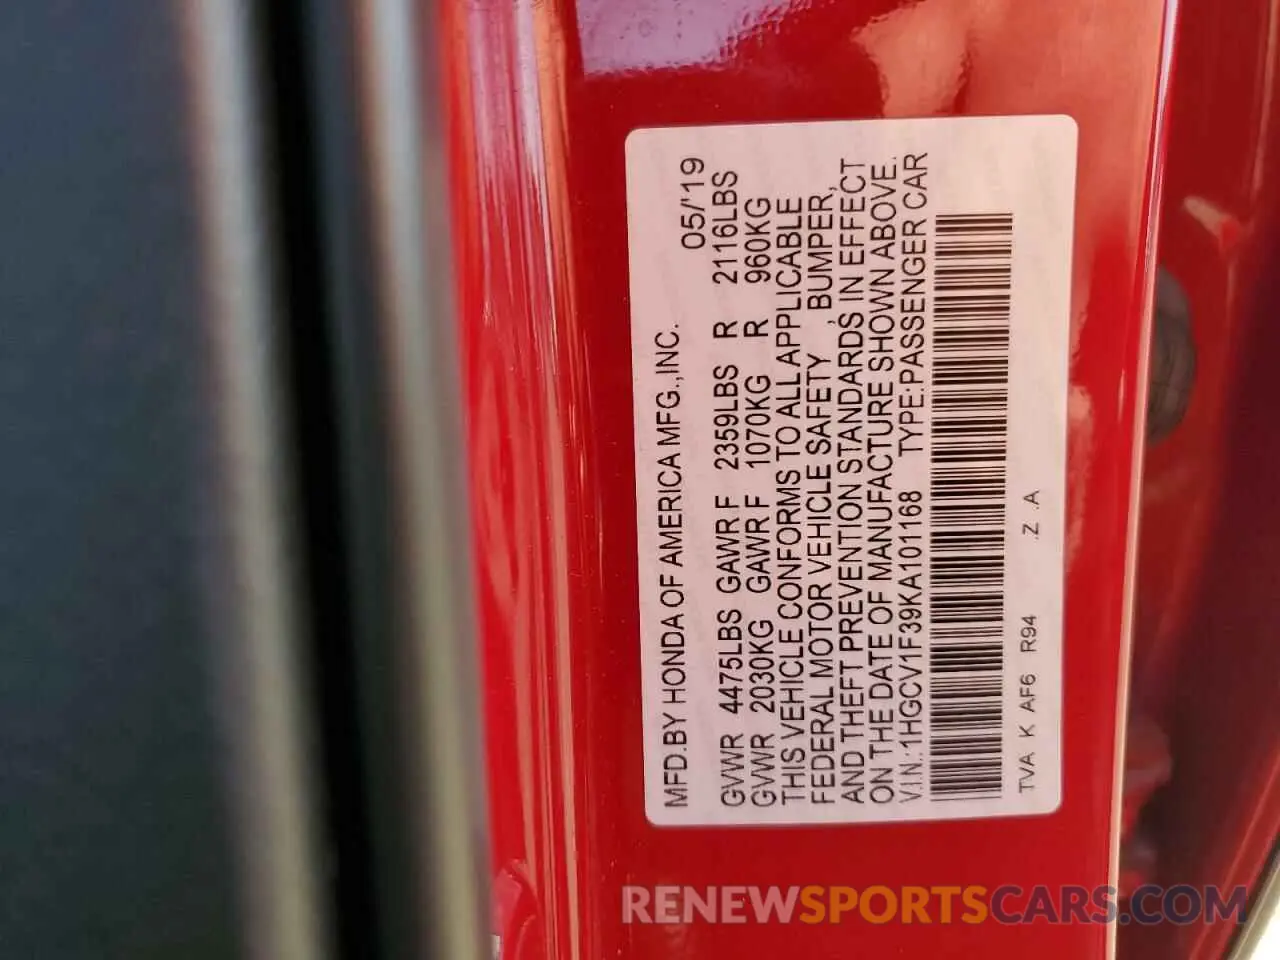 MFD.BY HONDA OF AMERICA MFG.,INC. 05/'19
GVWR 4475LBS GAWR F 2359LBS R 2116LBS
GVWR 2030KG GAWR F 1070KG R 960KG
THIS VEHICLE CONFORMS TO ALL APPLICABLE
FEDERAL MOTOR VEHICLE SAFETY , BUMPER,
AND THEFT PREVENTION STANDARDS IN EFFECT
ON THE DATE OF MANUFACTURE SHOWN ABOVE.
V.I.N.:1HGCV1F39KA101168 TYPE:PASSENGER CAR
TVA K AF6 R94 .Z .A
RENEWSPORTSCARS.COM